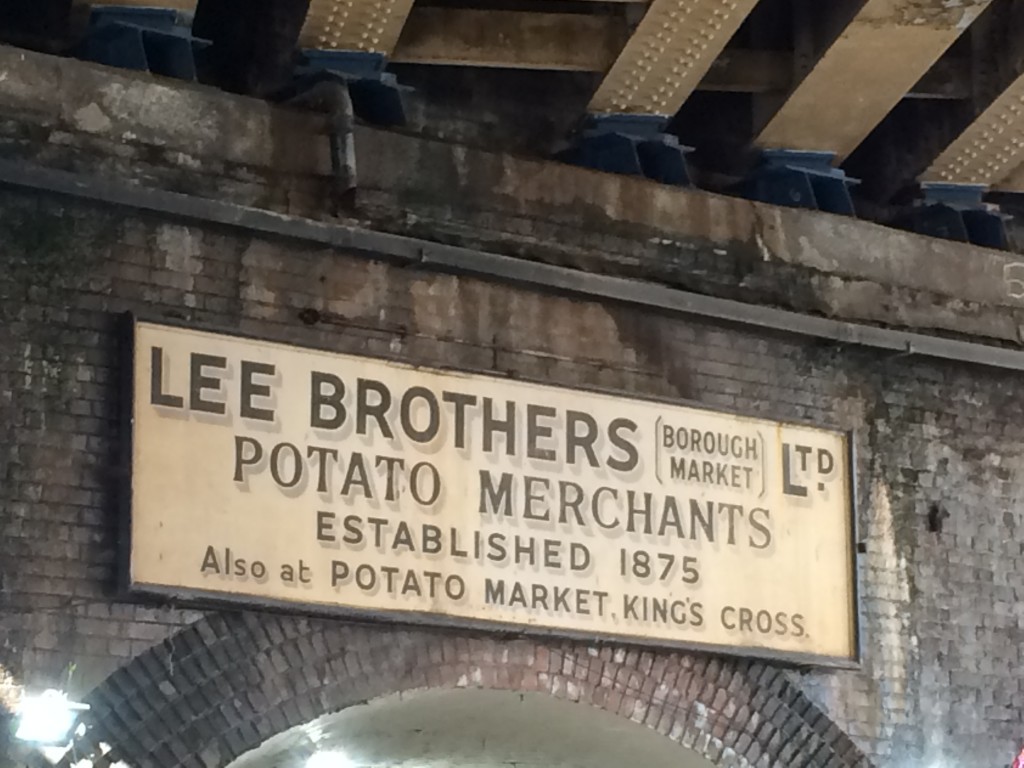 LEE BROTHERS (BOROUGH MARKET) LTD.
POTATO MERCHANTS
ESTABLISHED 1875
Also at POTATO MARKET, KING'S CROSS.